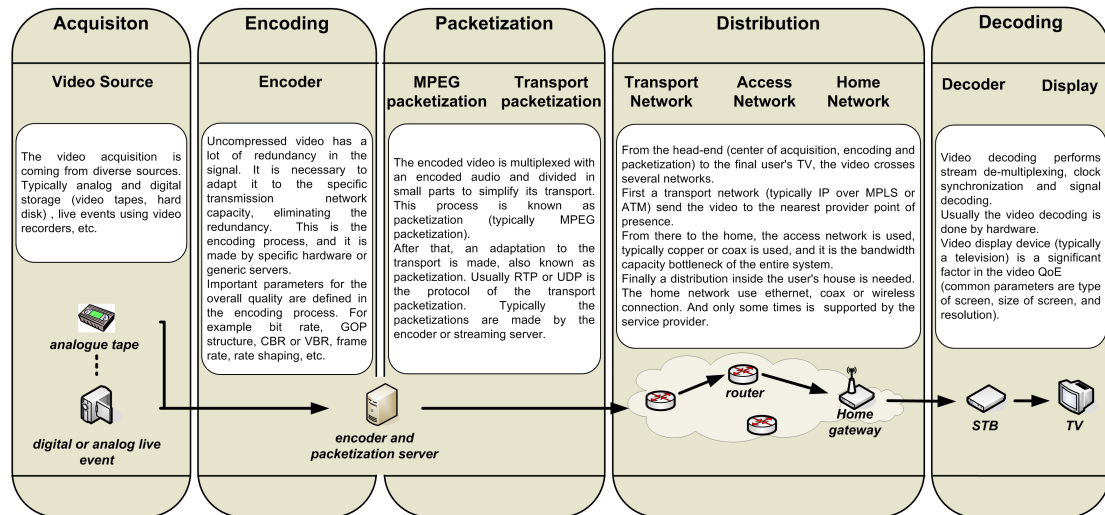 Acquisiton
Video Source
The video acquisition is
coming from diverse sources.
Typically analog and digital
storage (video tapes, hard
disk) , live events using video
recorders, etc.
analogue tape
digital or analog live
event
Encoding
Encoder
Uncompressed video has a
lot of redundancy in the
signal. It is necessary to
adapt it to the specific
transmission network
capacity, eliminating the
redundancy. This is the
encoding process, and it is
made by specific hardware or
generic servers.
Important parameters for the
overall quality are defined in
the encoding process. For
example bit rate, GOP
structure, CBR or VBR, frame
rate, rate shaping, etc.
encoder and
packetization server
Packetization
MPEG
packetization
Transport
packetization
The encoded video is multiplexed with
an encoded audio and divided in
small parts to simplify its transport.
This process is known as
packetization (typically MPEG
packetization).
After that, an adaptation to the
transport is made, also known as
packetization. Usually RTP or UDP is
the protocol of the transport
packetization. Typically the
packetizations are made by the
encoder or streaming server.
Distribution
Transport
Network
Access
Network
Home
Network
From the head-end (center of acquisition, encoding and
packetization) to the final user's TV, the video crosses
several networks.
First a transport network (typically IP over MPLS or
ATM) send the video to the nearest provider point of
presence.
From there to the home, the access network is used,
typically copper or coax is used, and it is the bandwidth
capacity bottleneck of the entire system.
Finally a distribution inside the user's house is needed.
The home network use ethernet, coax or wireless
connection. And only some times is supported by the
service provider.
router
Home
gateway
Decoding
Decoder
Display
Video decoding performs
stream de-multiplexing, clock
synchronization and signal
decoding.
Usually the video decoding is
done by hardware.
Video display device (typically
a television) is a significant
factor in the video QoE
(common parameters are type
of screen, size of screen, and
resolution).
STB
TV